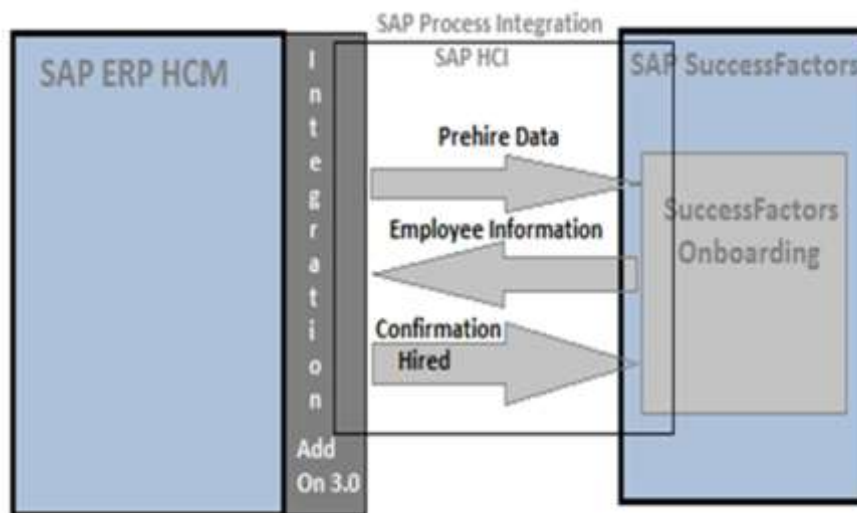 SAP Process Integration
SAP HCI
SAP ERP HCM
Integration
Add
On 3.0
SAP SuccessFactors
Prehire Data
Employee Information
Confirmation
Hired
SuccessFactors
Onboarding